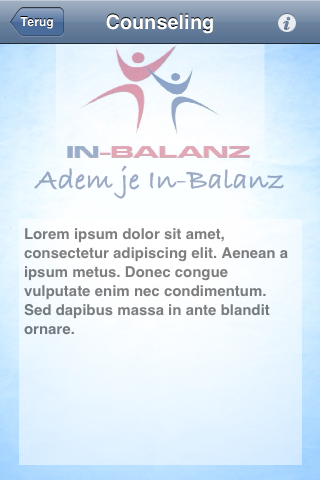 Terug
Counseling
i
IN-BALANZ
Adem je In-Balanz
Lorem ipsum dolor sit amet,
consectetur adipiscing elit. Aenean a
ipsum metus. Donec congue
vulputate enim nec condimentum.
Sed dapibus massa in ante blandit
ornare.